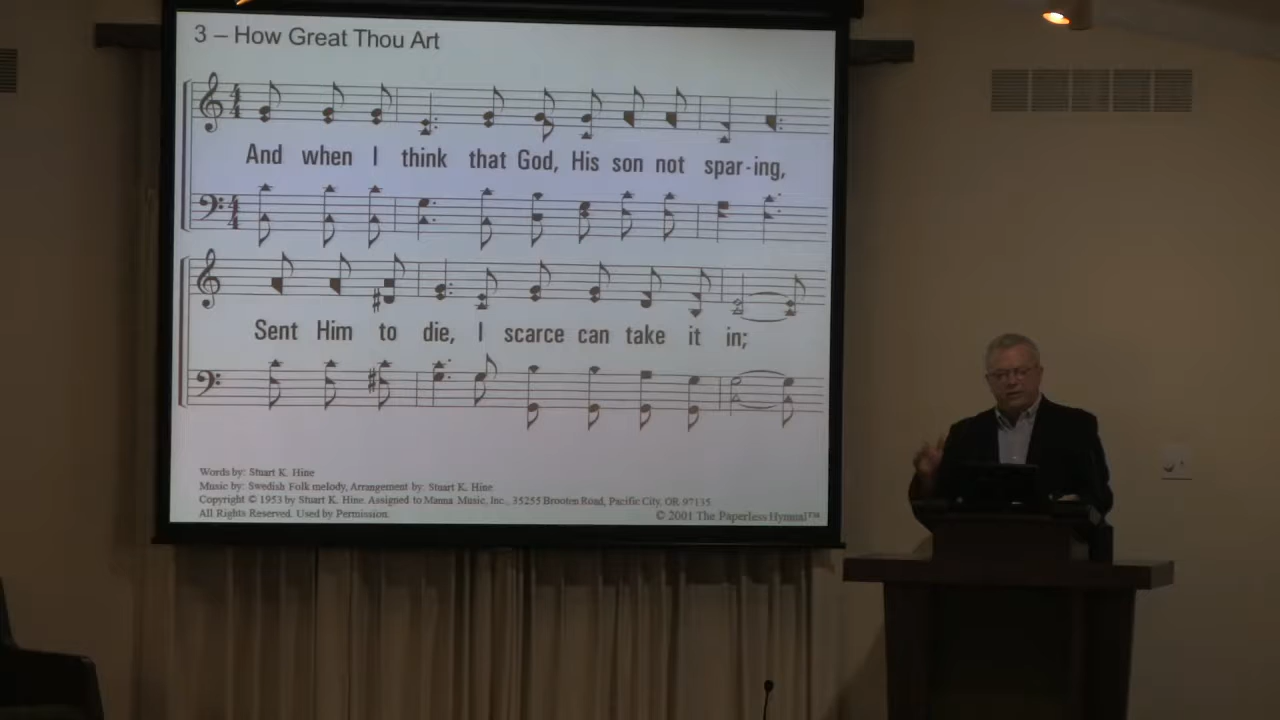 3 – How Great Thou Art
And when I think that God, His son not spar-ing,
Sent Him to die, I scarce can take it in;
Words by: Stuart K. Hine
Music by: Swedish Folk melody, Arrangement by: Stuart K. Hine
Copyright © 1953 by Stuart K. Hine. Assigned to Manna Music, Inc., 35255 Brooten Road, Pacific City, OR 97135
All Rights Reserved. Used by Permission.
© 2001 The Paperless Hymnal™